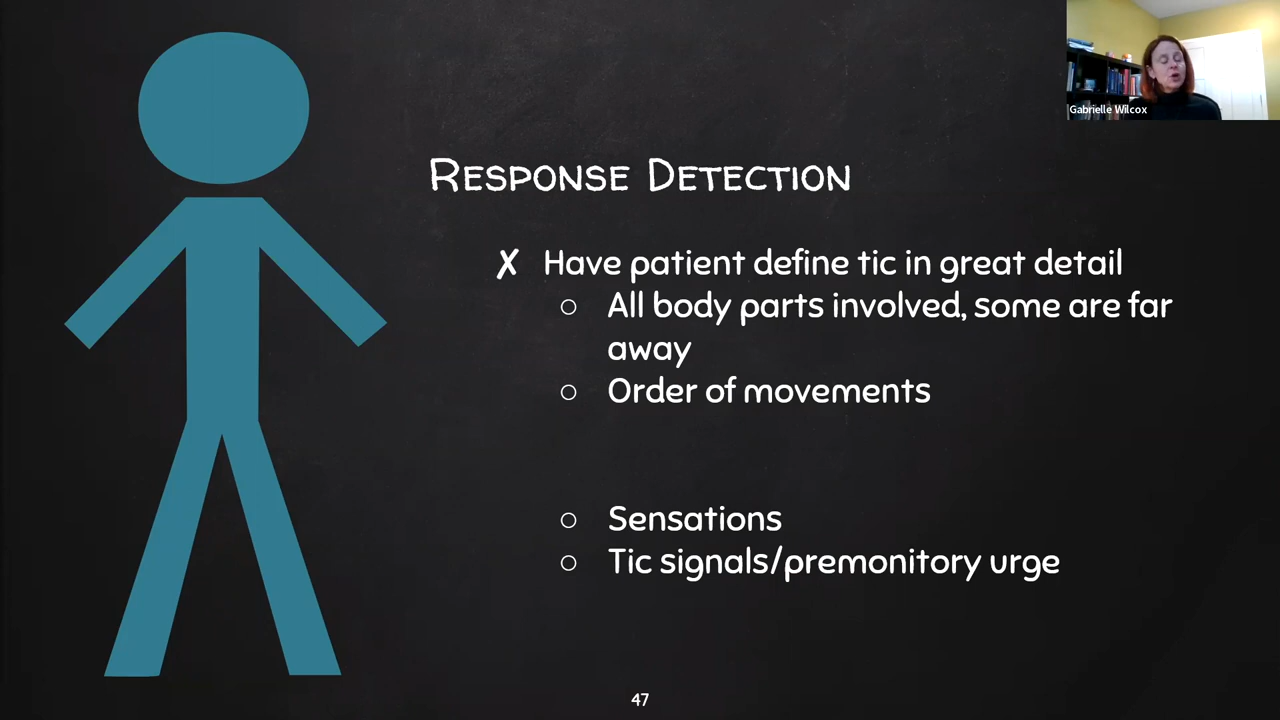 Gabrielle Wilcox
Response Detection
✗ Have patient define tic in great detail
○ All body parts involved, some are far
away
○ Order of movements
○ Sensations
○ Tic signals/premonitory urge
47